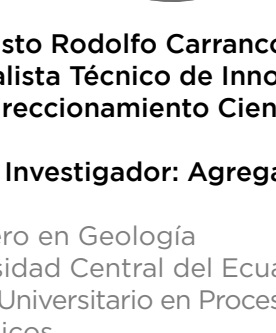 sto Rodolfo Carranco
alista Técnico de Inno
reccionamiento Cien
Investigador: Agrega
ero en Geología
sidad Central del Ecua
Universitario en Proces
icos